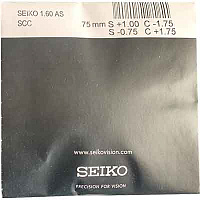 SEIKO 1.60 AS
SCC 75 mm S +1.00 C -1.75
S -0.75 C +1.75
www.seikovision.com
SEIKO
PRECISION FOR VISION